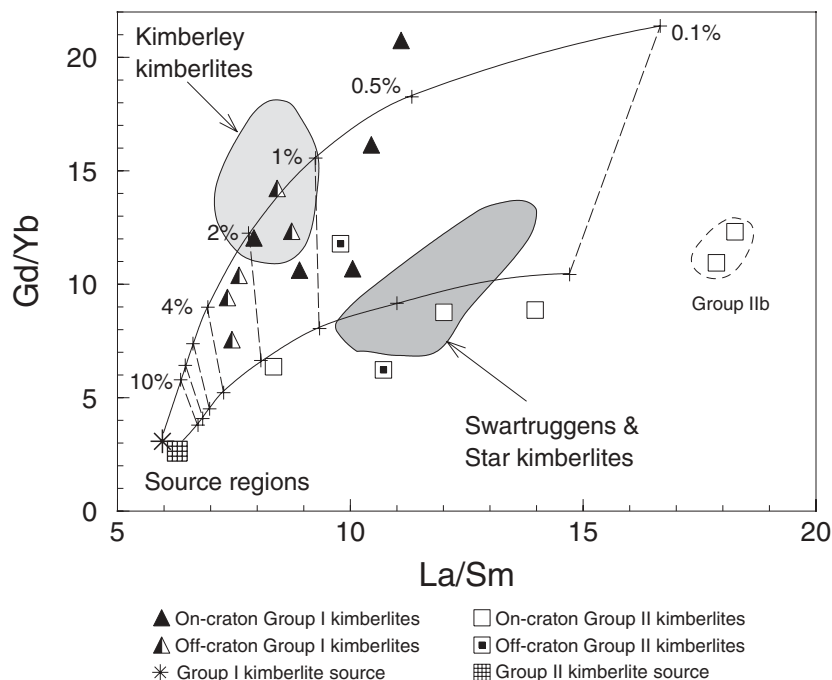 Kimberley
kimberlites
0.1%
0.5%
1%
2%
4%
10%
Group IIb
Swartruggens &
Star kimberlites
Source regions
Gd/Yb
20
15
10
5
0
5 10 15 20
La/Sm
On-craton Group I kimberlites On-craton Group II kimberlites
Off-craton Group I kimberlites Off-craton Group II kimberlites
Group I kimberlite source Group II kimberlite source